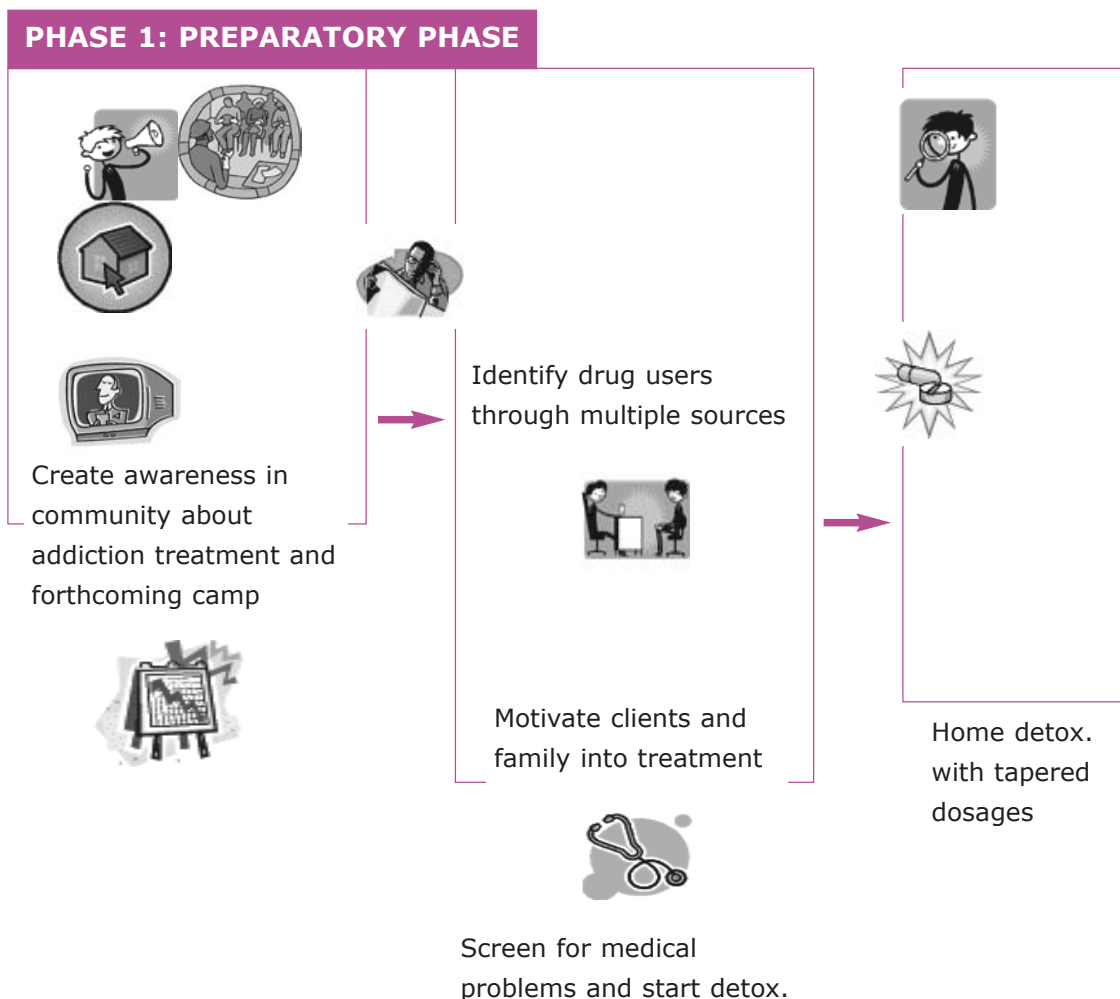 PHASE 1: PREPARATORY PHASE
Create awareness in
community about
addiction treatment and
forthcoming camp
Identify drug users
through multiple sources
Motivate clients and
family into treatment
Screen for medical
problems and start detox.
Home detox.
with tapered
dosages